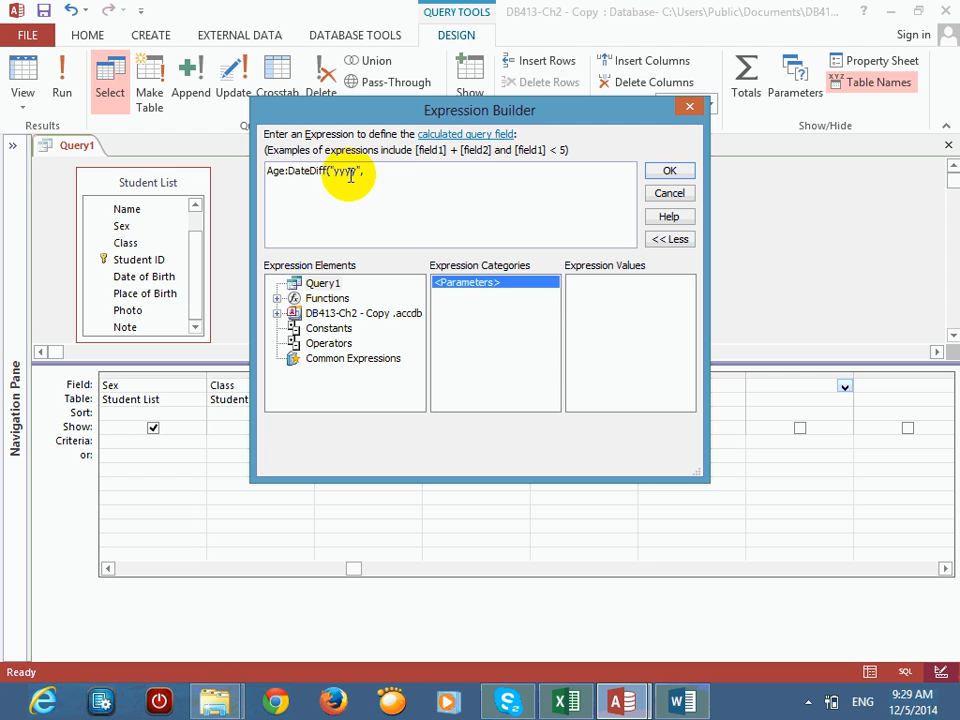 QUERY TOOLS
DB413-Ch2 - Copy : Database- C:\Users\Public\Documents\DB41...
FILE HOME CREATE EXTERNAL DATA DATABASE TOOLS DESIGN Sign in
View
Run
Select
Make
Table
Append
Update
Crosstab
Delete
Union
Pass-Through
Show
Insert Rows
Delete Rows
Insert Columns
Delete Columns
Totals
Parameters
Property Sheet
Table Names
Results
Show/Hide
Query1
Student List
Name
Sex
Class
Student ID
Date of Birth
Place of Birth
Photo
Note
Expression Builder
Enter an Expression to define the calculated query field:
(Examples of expressions include [field1] + [field2] and [field1] < 5)
Age:DateDiff("yyyy",
OK
Cancel
Help
<< Less
Expression Elements
Query1
Functions
DB413-Ch2 - Copy .accdb
Constants
Operators
Common Expressions
Expression Categories
<Parameters>
Expression Values
Navigation Pane
Field: Sex Class
Table: Student List Student
Sort:
Show:
Criteria:
or:
Ready
SQL
ENG
9:29 AM
12/5/2014